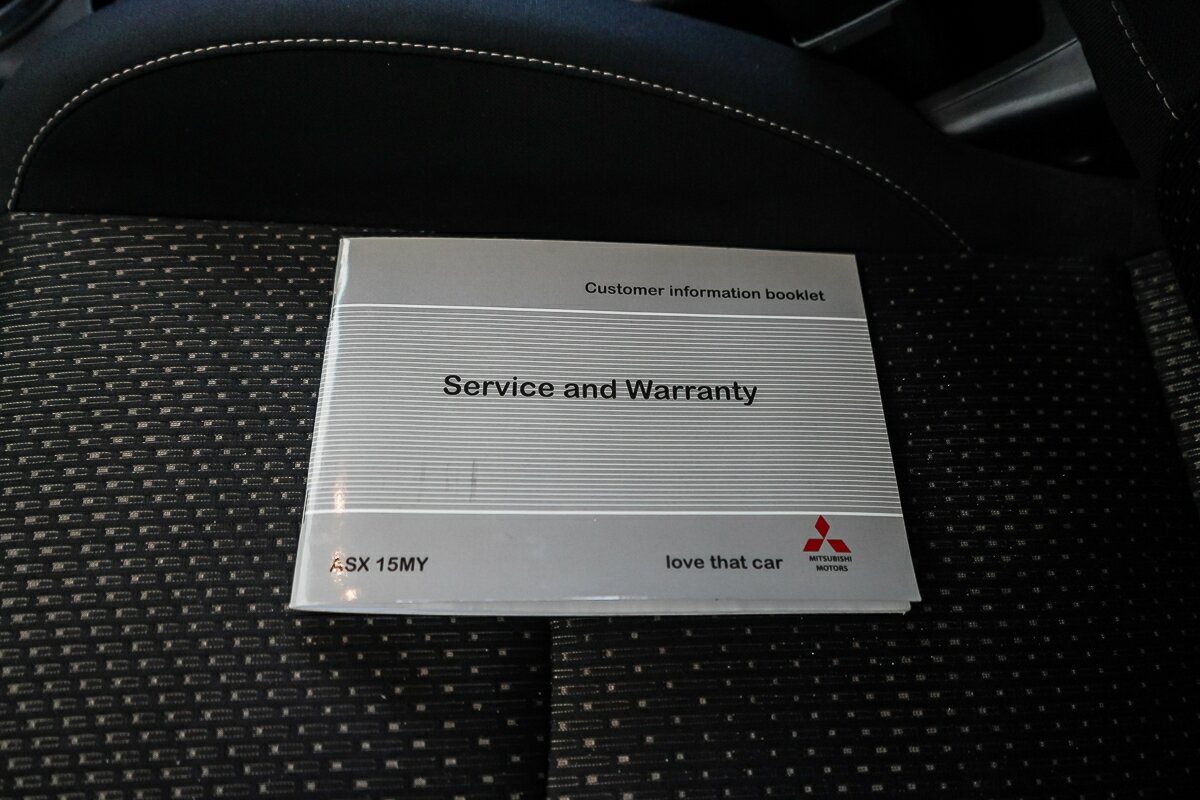 Customer information booklet
Service and Warranty
ASX 15MY
love that car
MITSUBISHI
MOTORS